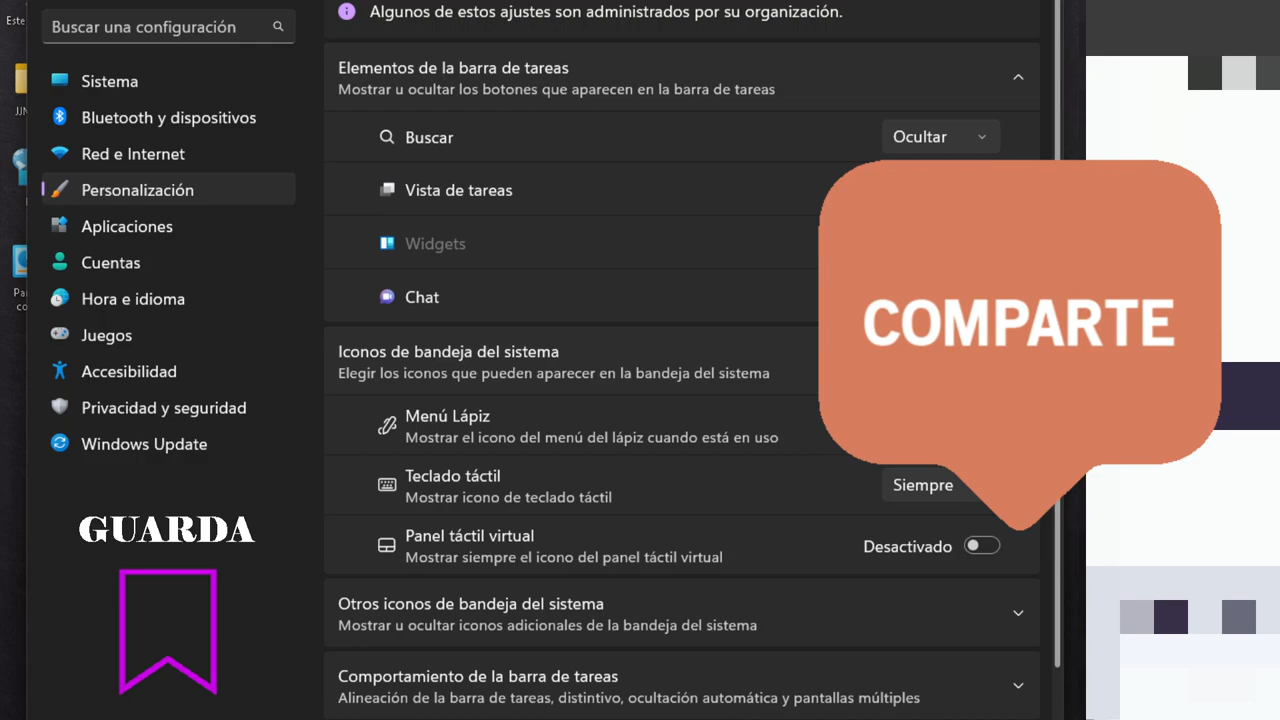 Este
Algunos de estos ajustes son administrados por su organización.
Buscar una configuración
Sistema
Bluetooth y dispositivos
Red e Internet
Personalización
Aplicaciones
Cuentas
Hora e idioma
Juegos
Accesibilidad
Privacidad y seguridad
Windows Update
GUARDA
Elementos de la barra de tareas
Mostrar u ocultar los botones que aparecen en la barra de tareas
Buscar
Ocultar
Vista de tareas
Widgets
Chat
Iconos de bandeja del sistema
Elegir los iconos que pueden aparecer en la bandeja del sistema
Menú Lápiz
Mostrar el icono del menú del lápiz cuando está en uso
Teclado táctil
Mostrar icono de teclado táctil
Siempre
Panel táctil virtual
Mostrar siempre el icono del panel táctil virtual
Desactivado
Otros iconos de bandeja del sistema
Mostrar u ocultar iconos adicionales de la bandeja del sistema
Comportamiento de la barra de tareas
Alineación de la barra de tareas, distintivo, ocultación automática y pantallas múltiples
COMPARTE